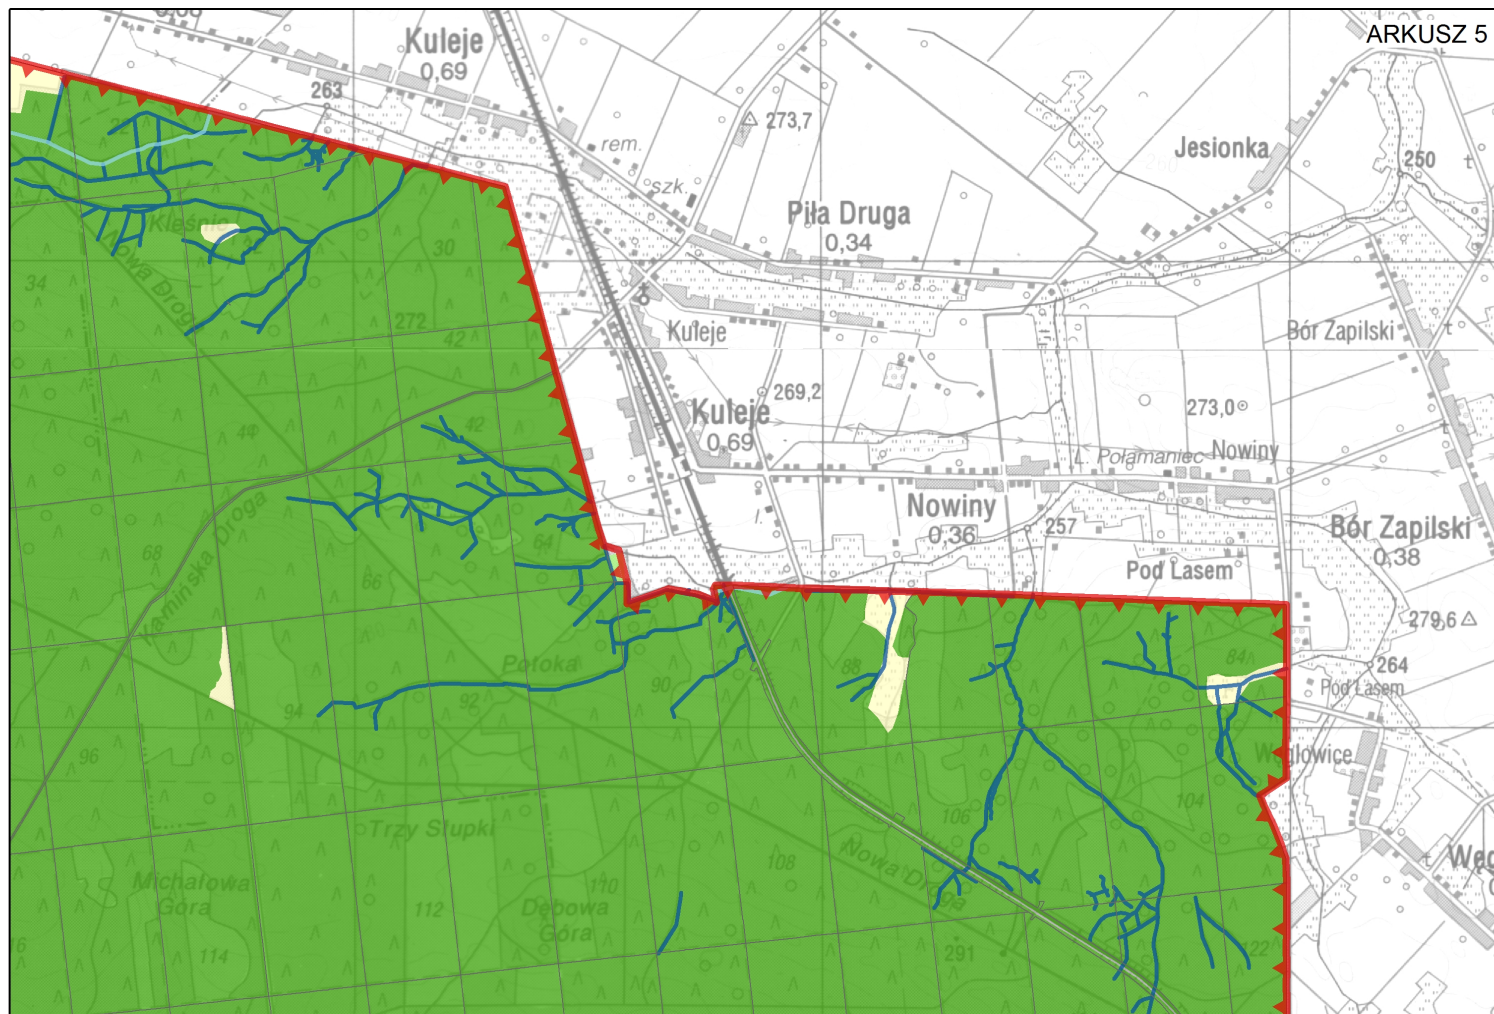 ARKUSZ 5
Kuleje
0,69
263
273,7
Jesionka
250
rem.
szk.
t
Piła Druga
0,34
Klęśnic
Nowa Droga
30
34
272
42
Kuleje
Bór Zapilski
t
t
269,2
273,0
Kuleje
0,69
44
42
L. Połamaniec
Nowiny
t
Kamińska Droga
Nowiny
0,36
l.
257
Bór Zapilski
0,38
68
64
66
Pod Lasem
279,6
Potoka
88
84
264
Pod Lasem
90
92
94
96
Węglowice
104
106
Trzy Słupki
108
Nowa Droga
Michałowa
Góra
110
112
Dębowa
Góra
114
291
122
16
t
Węg